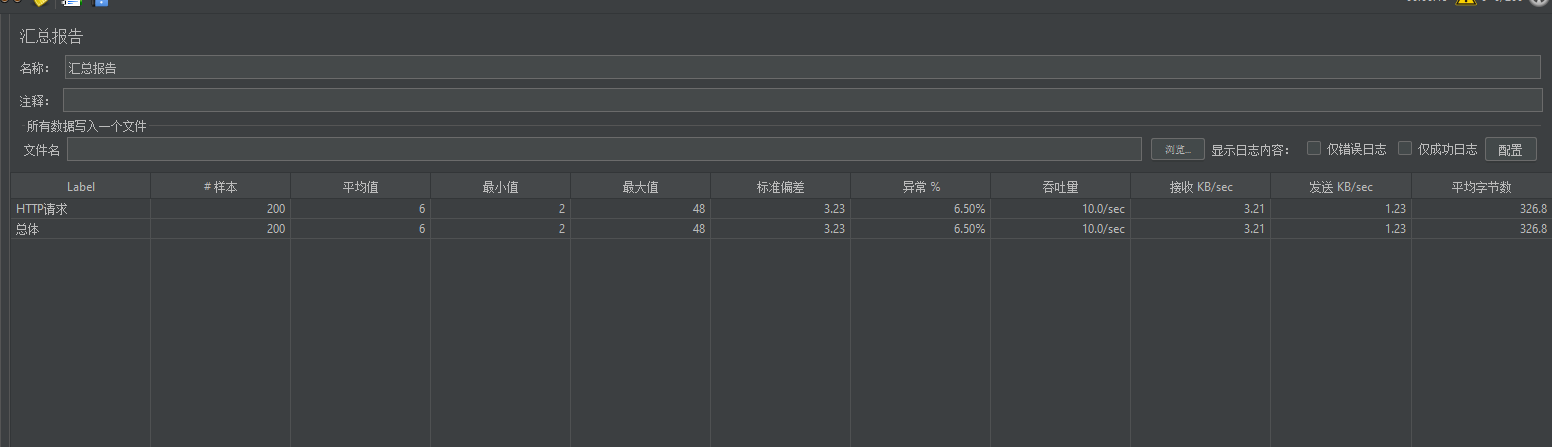 汇总报告
名称： 汇总报告
注释：
所有数据写入一个文件
文件名 浏览... 显示日志内容： 仅错误日志 仅成功日志 配置
Label # 样本 平均值 最小值 最大值 标准偏差 异常 % 吞吐量 接收 KB/sec 发送 KB/sec 平均字节数
HTTP请求 200 6 2 48 3.23 6.50% 10.0/sec 3.21 1.23 326.8
总体 200 6 2 48 3.23 6.50% 10.0/sec 3.21 1.23 326.8